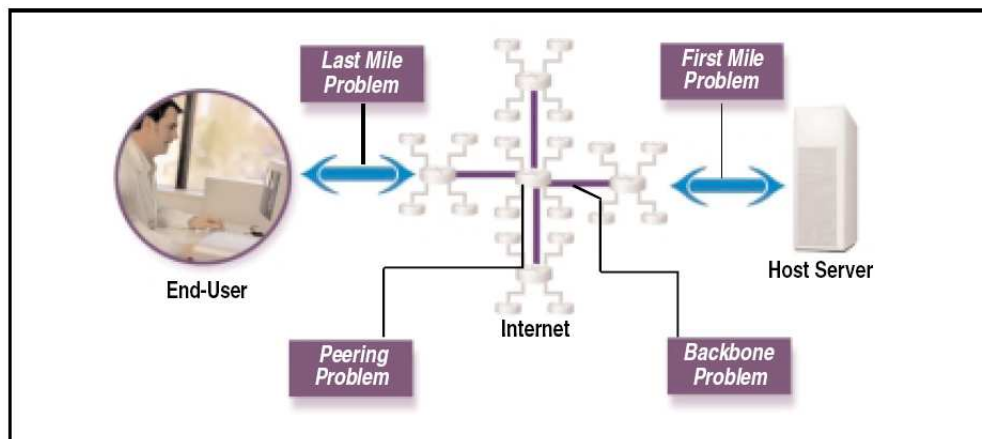 Last Mile
Problem
First Mile
Problem
End-User
Host Server
Internet
Peering
Problem
Backbone
Problem